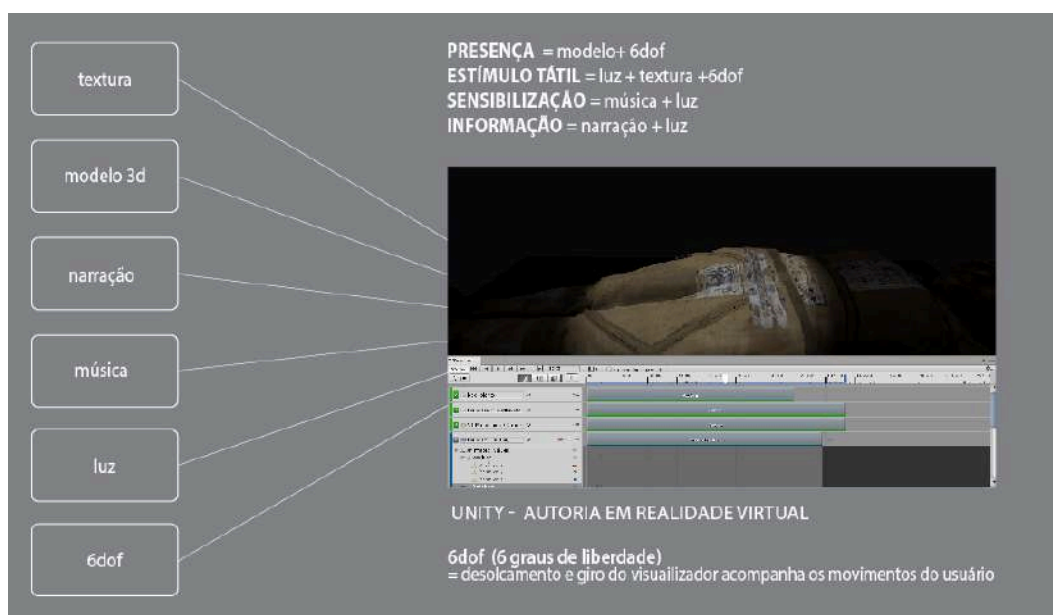 textura
modelo 3d
narração
música
luz
6dof
PRESENÇA = modelo+ 6dof
ESTÍMULO TÁTIL = luz + textura +6dof
SENSIBILIZAÇÃO = música + luz
INFORMAÇÃO = narração + luz
UNITY - AUTORIA EM REALIDADE VIRTUAL
6dof (6 graus de liberdade)
= desolcamento e giro do visuailizador acompanha os movimentos do usuário